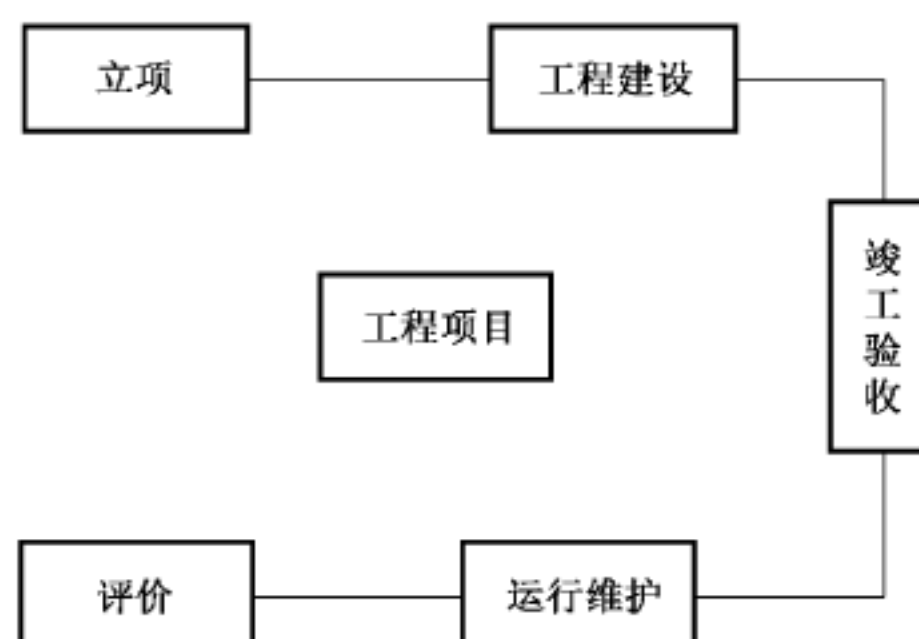 立项
工程建设
工程项目
竣工验收
评价
运行维护